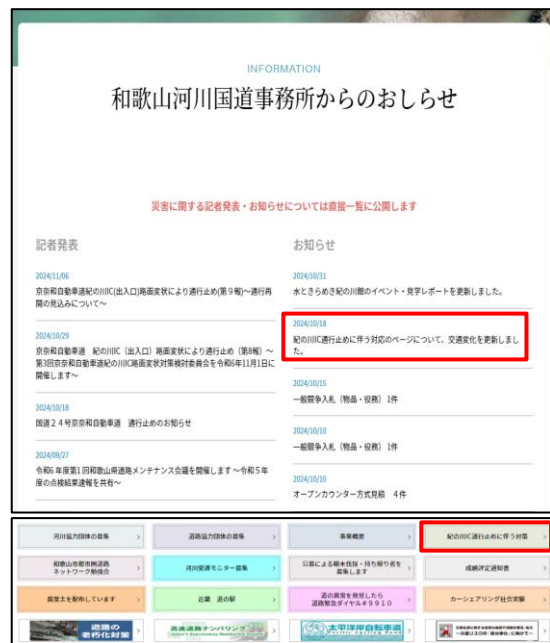 INFORMATION
和歌山河川国道事務所からのおしらせ
災害に関する記者発表・お知らせについては直接一覧に公開します
記者発表
2024/11/06
京奈和自動車道紀の川IC(出入口)路面変状により通行止め(第9報)～通行再
開の見込みについて～
2024/10/29
京奈和自動車道 紀の川IC（出入口）路面変状により通行止め（第8報）～
第3回京奈和自動車道紀の川IC路面変状対策検討委員会を令和6年11月1日に
開催します～
2024/10/18
国道２４号京奈和自動車道 通行止めのお知らせ
2024/09/27
令和6年度第1回和歌山県道路メンテナンス会議を開催します～令和５年
度の点検結果速報を共有～
お知らせ
2024/10/31
水ときらめき紀の川館のイベント・見学レポートを更新しました。
2024/10/18
紀の川IC通行止めに伴う対応のページについて、交通変化を更新しまし
た。
2024/10/15
一般競争入札（物品・役務）1件
2024/10/10
一般競争入札（物品・役務）1件
2024/10/10
オープンカウンター方式見積 4件
河川協力団体の募集
道路協力団体の募集
事業概要
紀の川IC通行止めに伴う対策
和歌山市都市圏道路
ネットワーク勉強会
河川愛護モニター募集
公募による樹木伐採・持ち帰り者を
募集します
成績評定通知書
親業土を配布しています
近畿 道の駅
道の異常を発見したら
道路緊急ダイヤル＃９９１０
カーシェアリング社会実験
道路の
老朽化対策
高速道路ナンバリング
太平洋岸自転車道